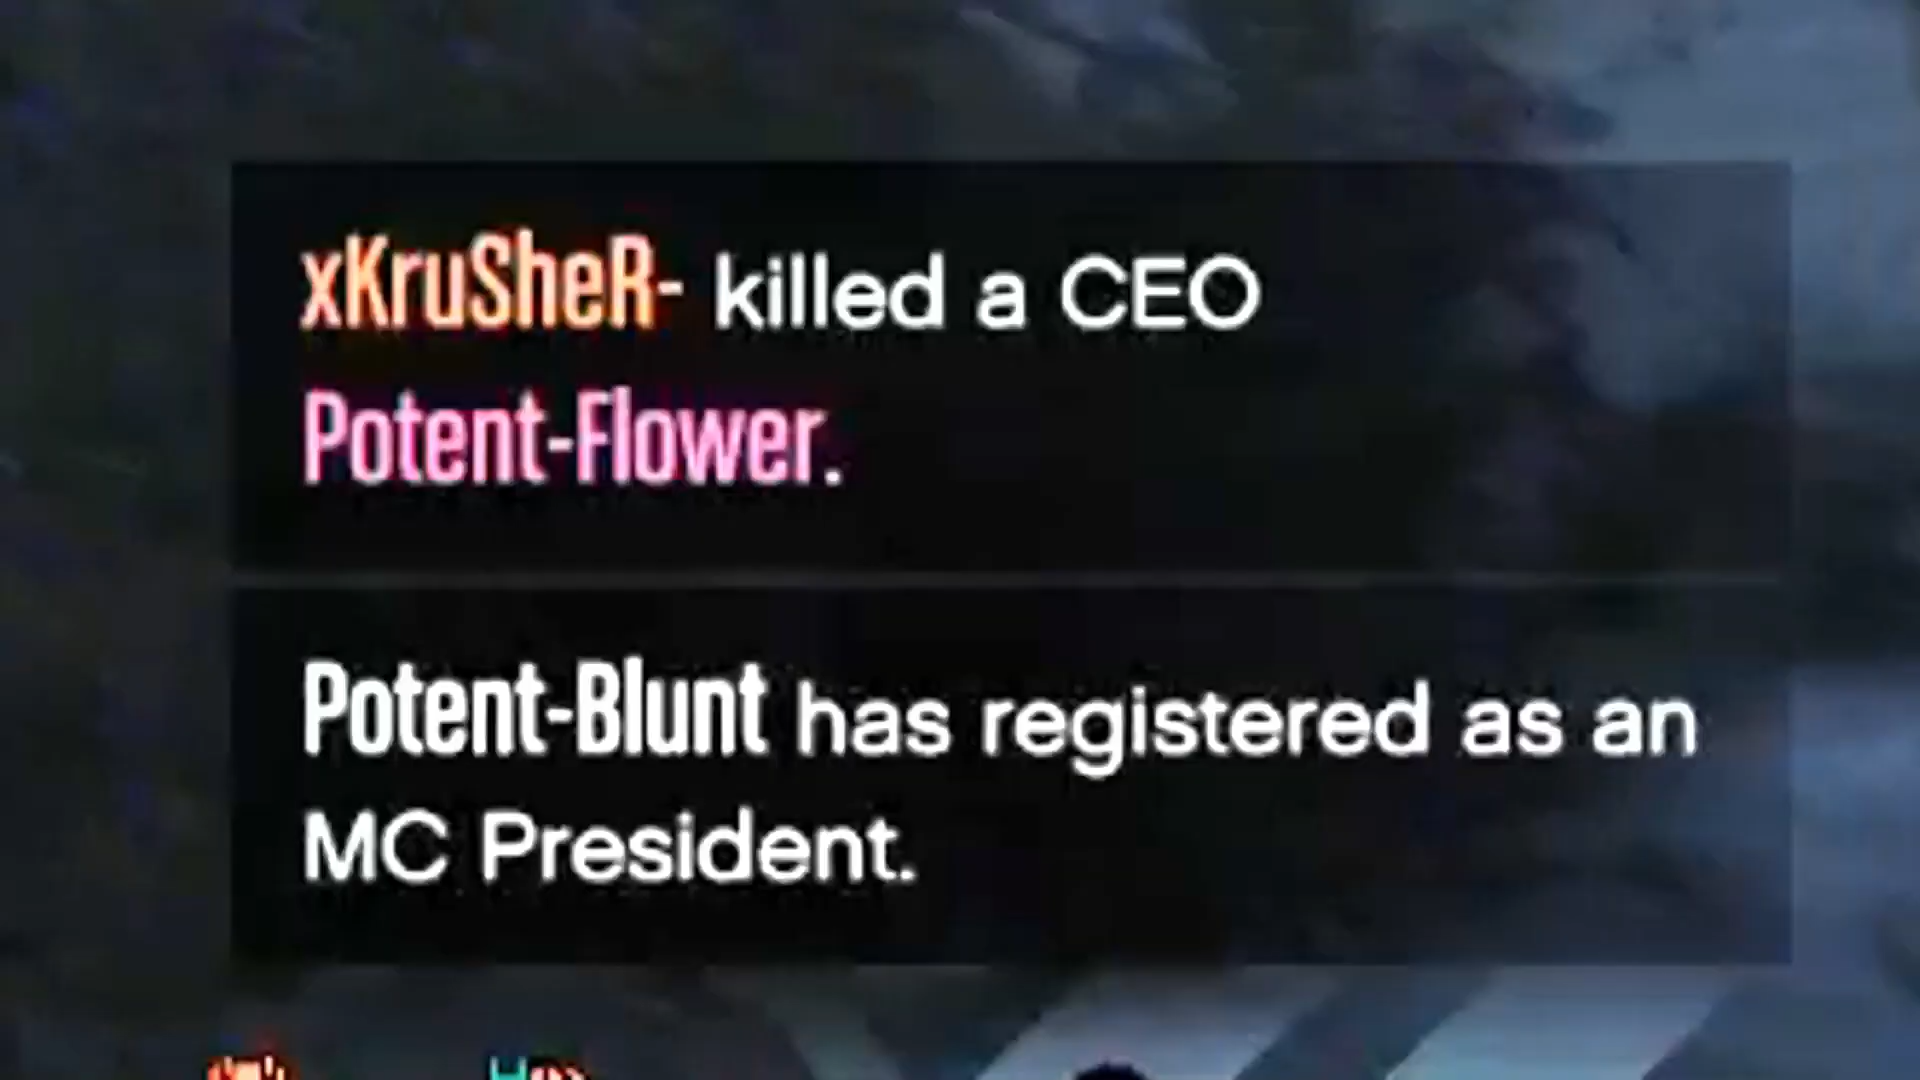 xKruSheR- killed a CEO
Potent-Flower.
Potent-Blunt has registered as an
MC President.